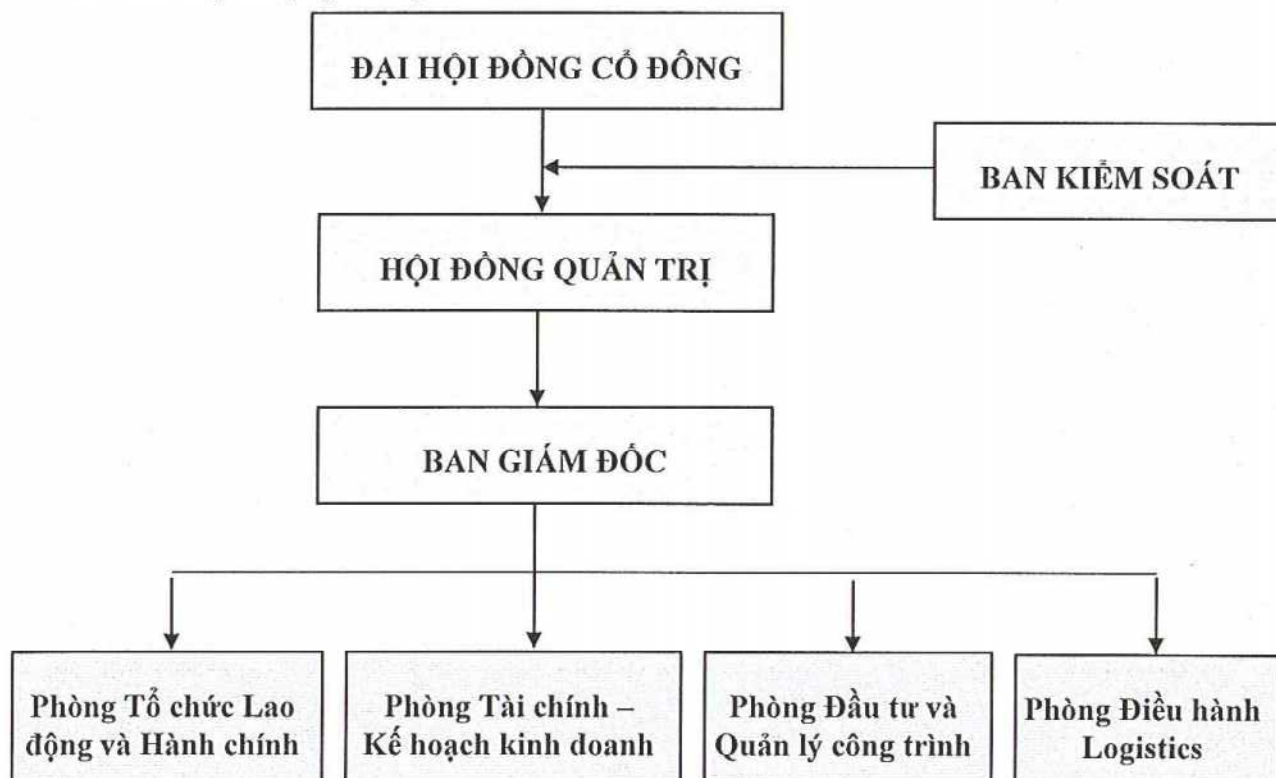 ĐẠI HỘI ĐỒNG CỔ ĐÔNG
BAN KIỂM SOÁT
HỘI ĐỒNG QUẢN TRỊ
BAN GIÁM ĐỐC
Phòng Tổ chức Lao
động và Hành chính
Phòng Tài chính –
Kế hoạch kinh doanh
Phòng Đầu tư và
Quản lý công trình
Phòng Điều hành
Logistics